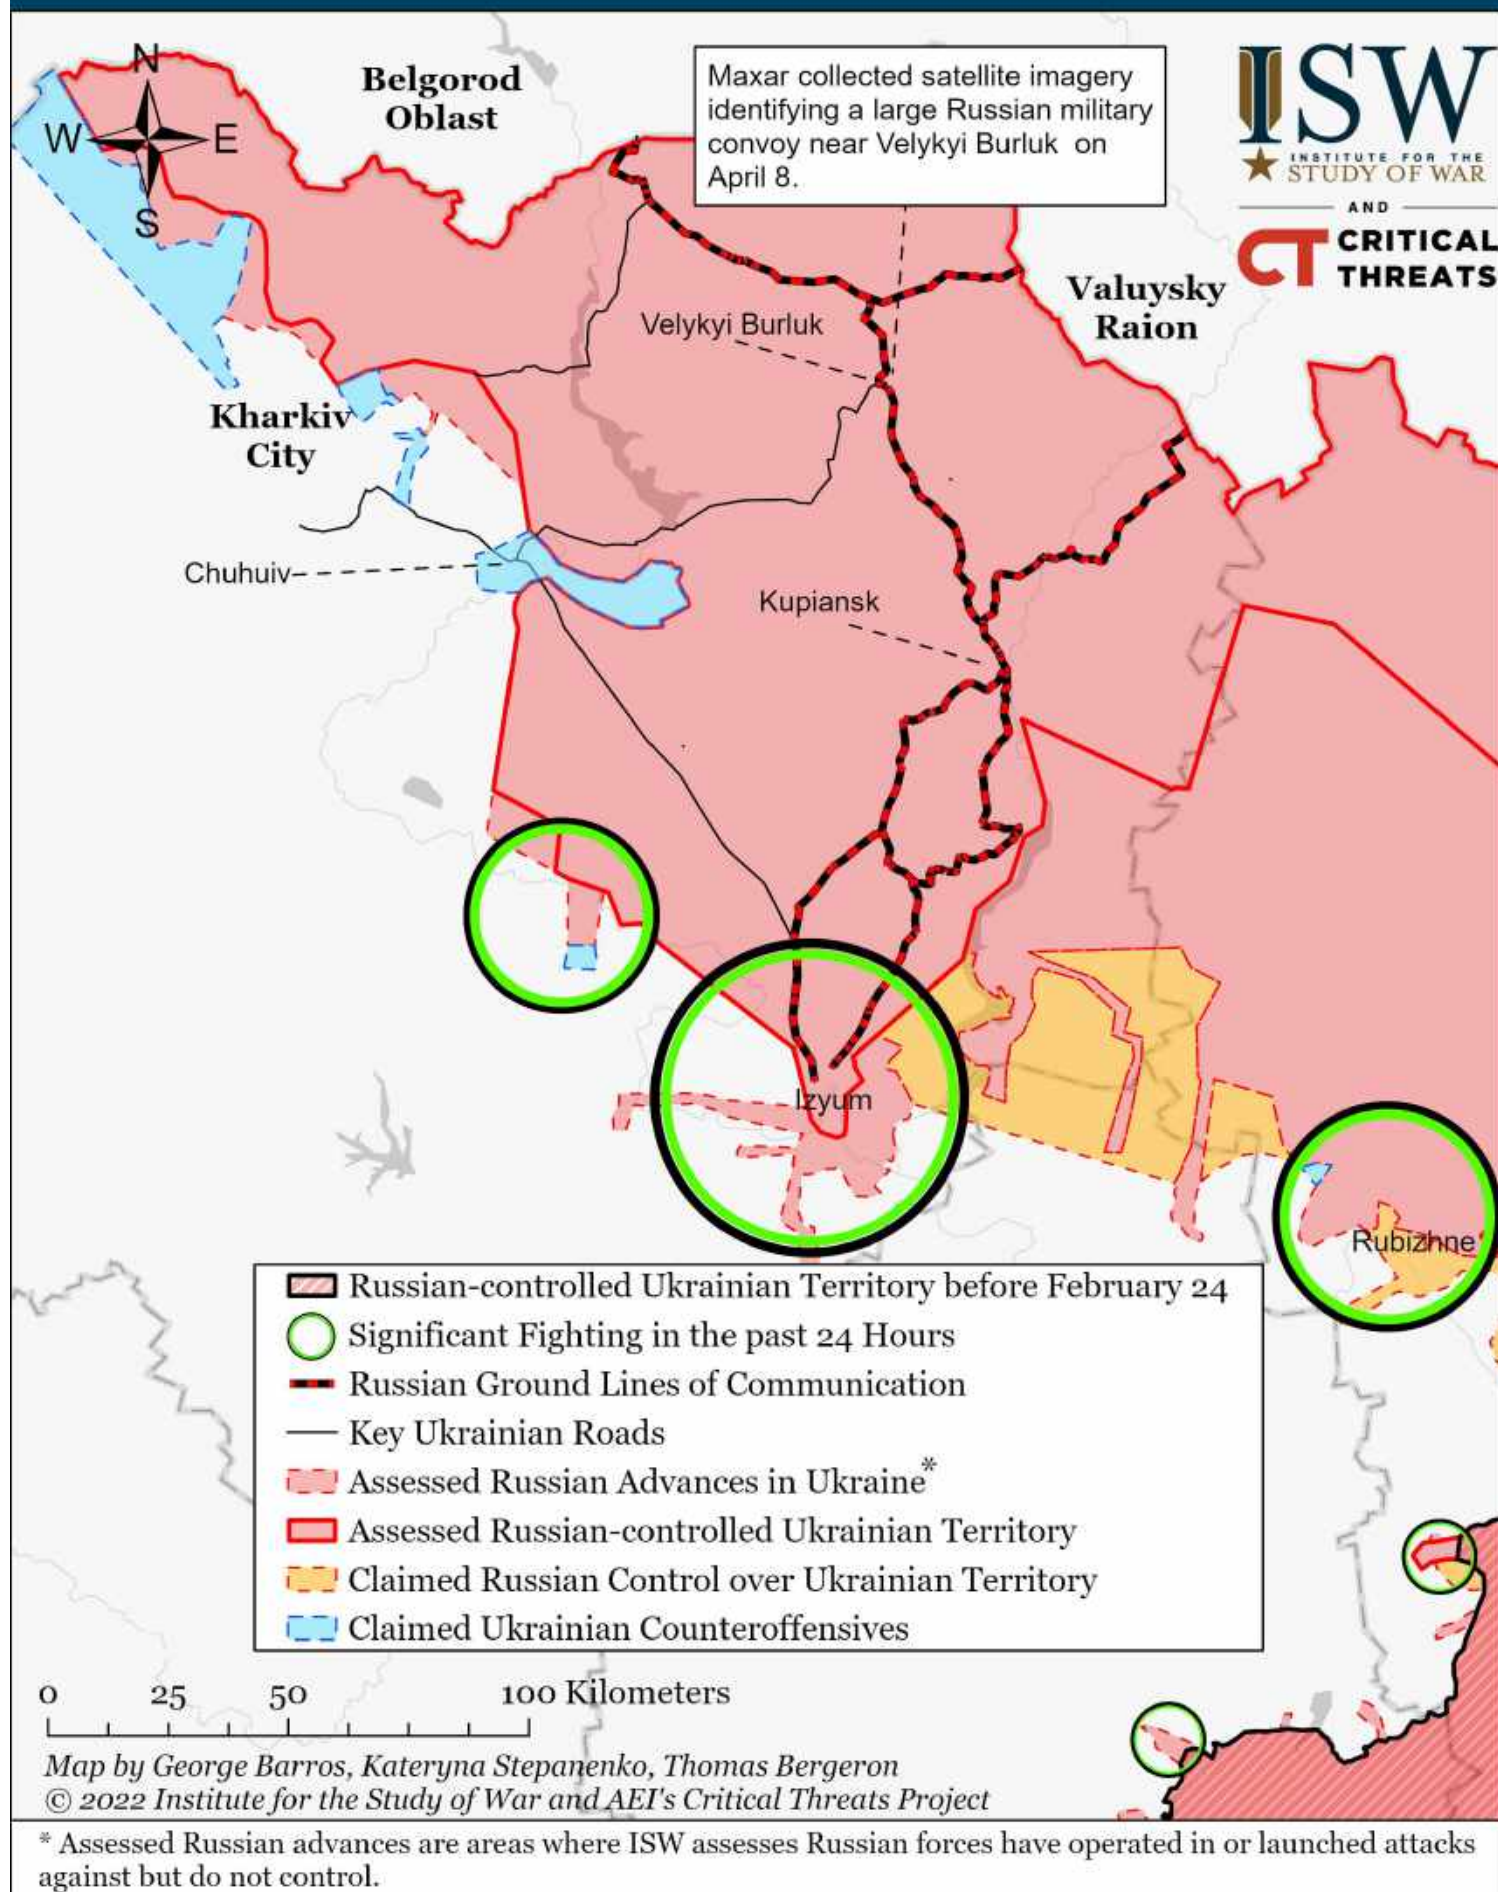 N
W
E
S
Belgorod
Oblast
Maxar collected satellite imagery
identifying a large Russian military
convoy near Velykyi Burluk on
April 8.
ISW
INSTITUTE FOR THE
STUDY OF WAR
AND
CT CRITICAL
THREATS
Valuysky
Raion
Velykyi Burluk
Kharkiv
City
Chuhuiv
Kupiansk
Izyum
Rubizhne
Russian-controlled Ukrainian Territory before February 24
Significant Fighting in the past 24 Hours
Russian Ground Lines of Communication
Key Ukrainian Roads
Assessed Russian Advances in Ukraine*
Assessed Russian-controlled Ukrainian Territory
Claimed Russian Control over Ukrainian Territory
Claimed Ukrainian Counteroffensives
0 25 50 100 Kilometers
Map by George Barros, Kateryna Stepanenko, Thomas Bergeron
© 2022 Institute for the Study of War and AEI's Critical Threats Project
* Assessed Russian advances are areas where ISW assesses Russian forces have operated in or launched attacks
against but do not control.